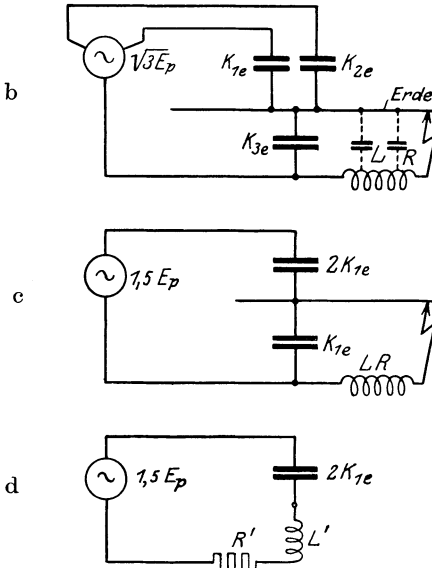 b
~ √3Eₚ
K₁ₑ
K₂ₑ
Erde
K₃ₑ
L
R
c
~ 1,5 Eₚ
2K₁ₑ
K₁ₑ
LR
d
~ 1,5 Eₚ
2K₁ₑ
R'
L'